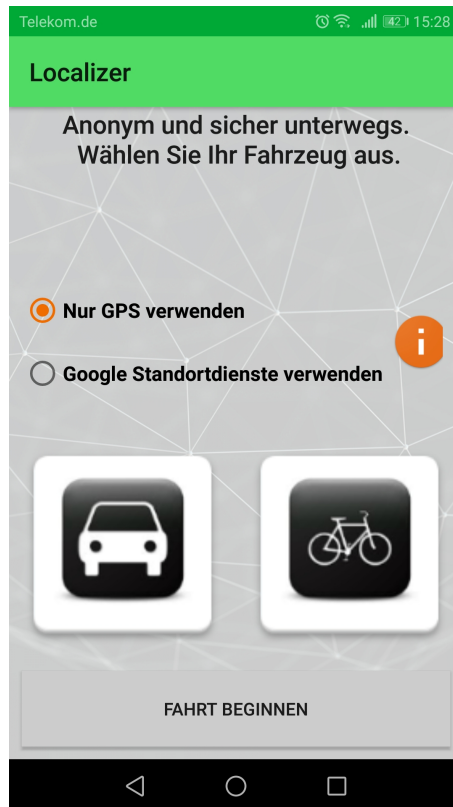 Telekom.de 42 15:28
Localizer
Anonym und sicher unterwegs.
Wählen Sie Ihr Fahrzeug aus.
Nur GPS verwenden
i
Google Standortdienste verwenden
FAHRT BEGINNEN